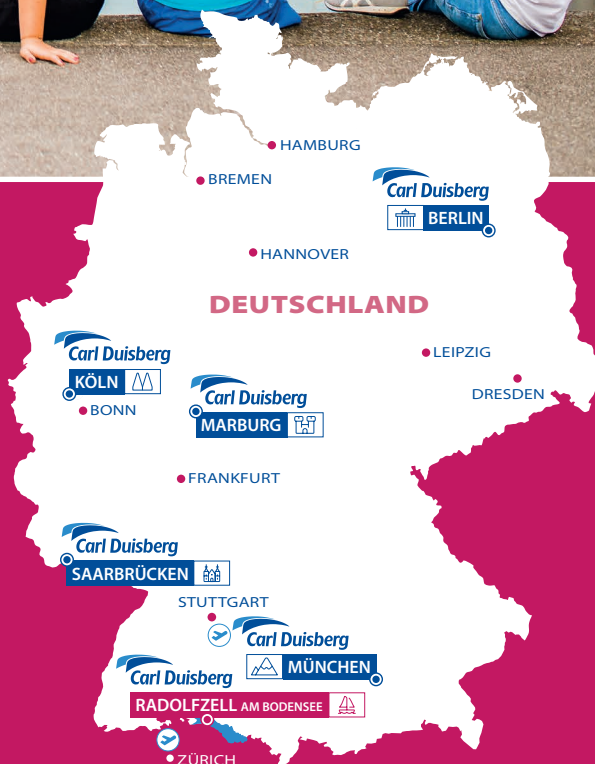 HAMBURG
BREMEN
Carl Duisberg
BERLIN
HANNOVER
DEUTSCHLAND
Carl Duisberg
KÖLN
BONN
LEIPZIG
DRESDEN
Carl Duisberg
MARBURG
FRANKFURT
Carl Duisberg
SAARBRÜCKEN
STUTTGART
Carl Duisberg
MÜNCHEN
Carl Duisberg
RADOLFZELL AM BODENSEE
ZÜRICH